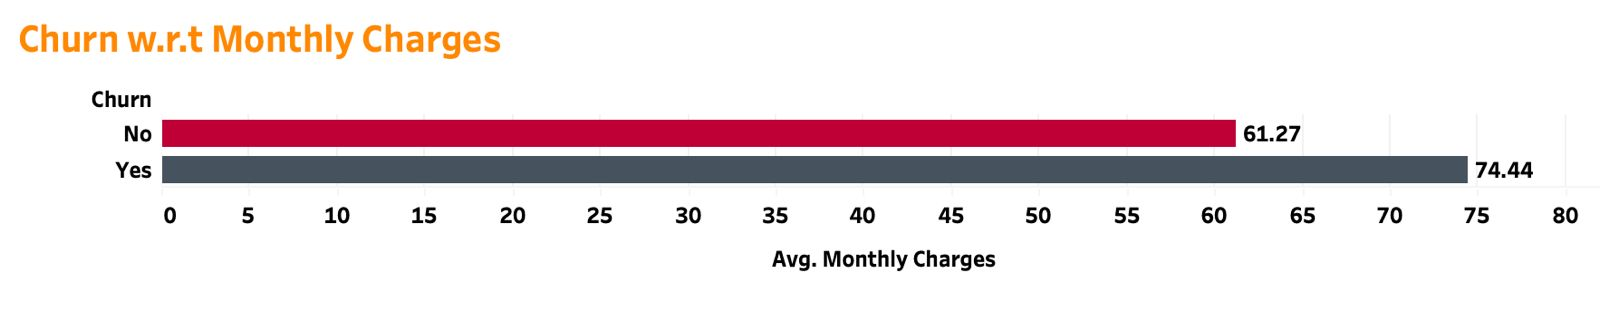 Churn w.r.t Monthly Charges
Churn
No 61.27
Yes 74.44
0 5 10 15 20 25 30 35 40 45 50 55 60 65 70 75 80
Avg. Monthly Charges